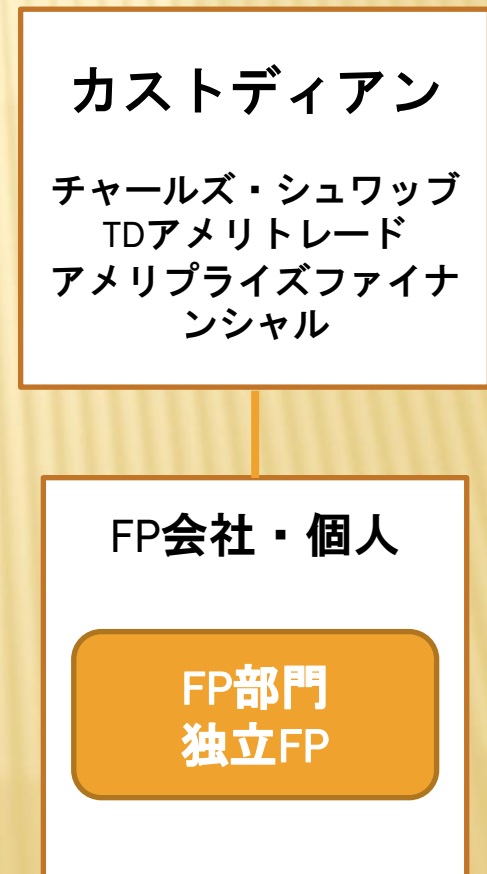 カストディアン
チャールズ・シュワッブ
TDアメリトレード
アメリプライズファイナ
ンシャル
FP会社・個人
FP部門
独立FP